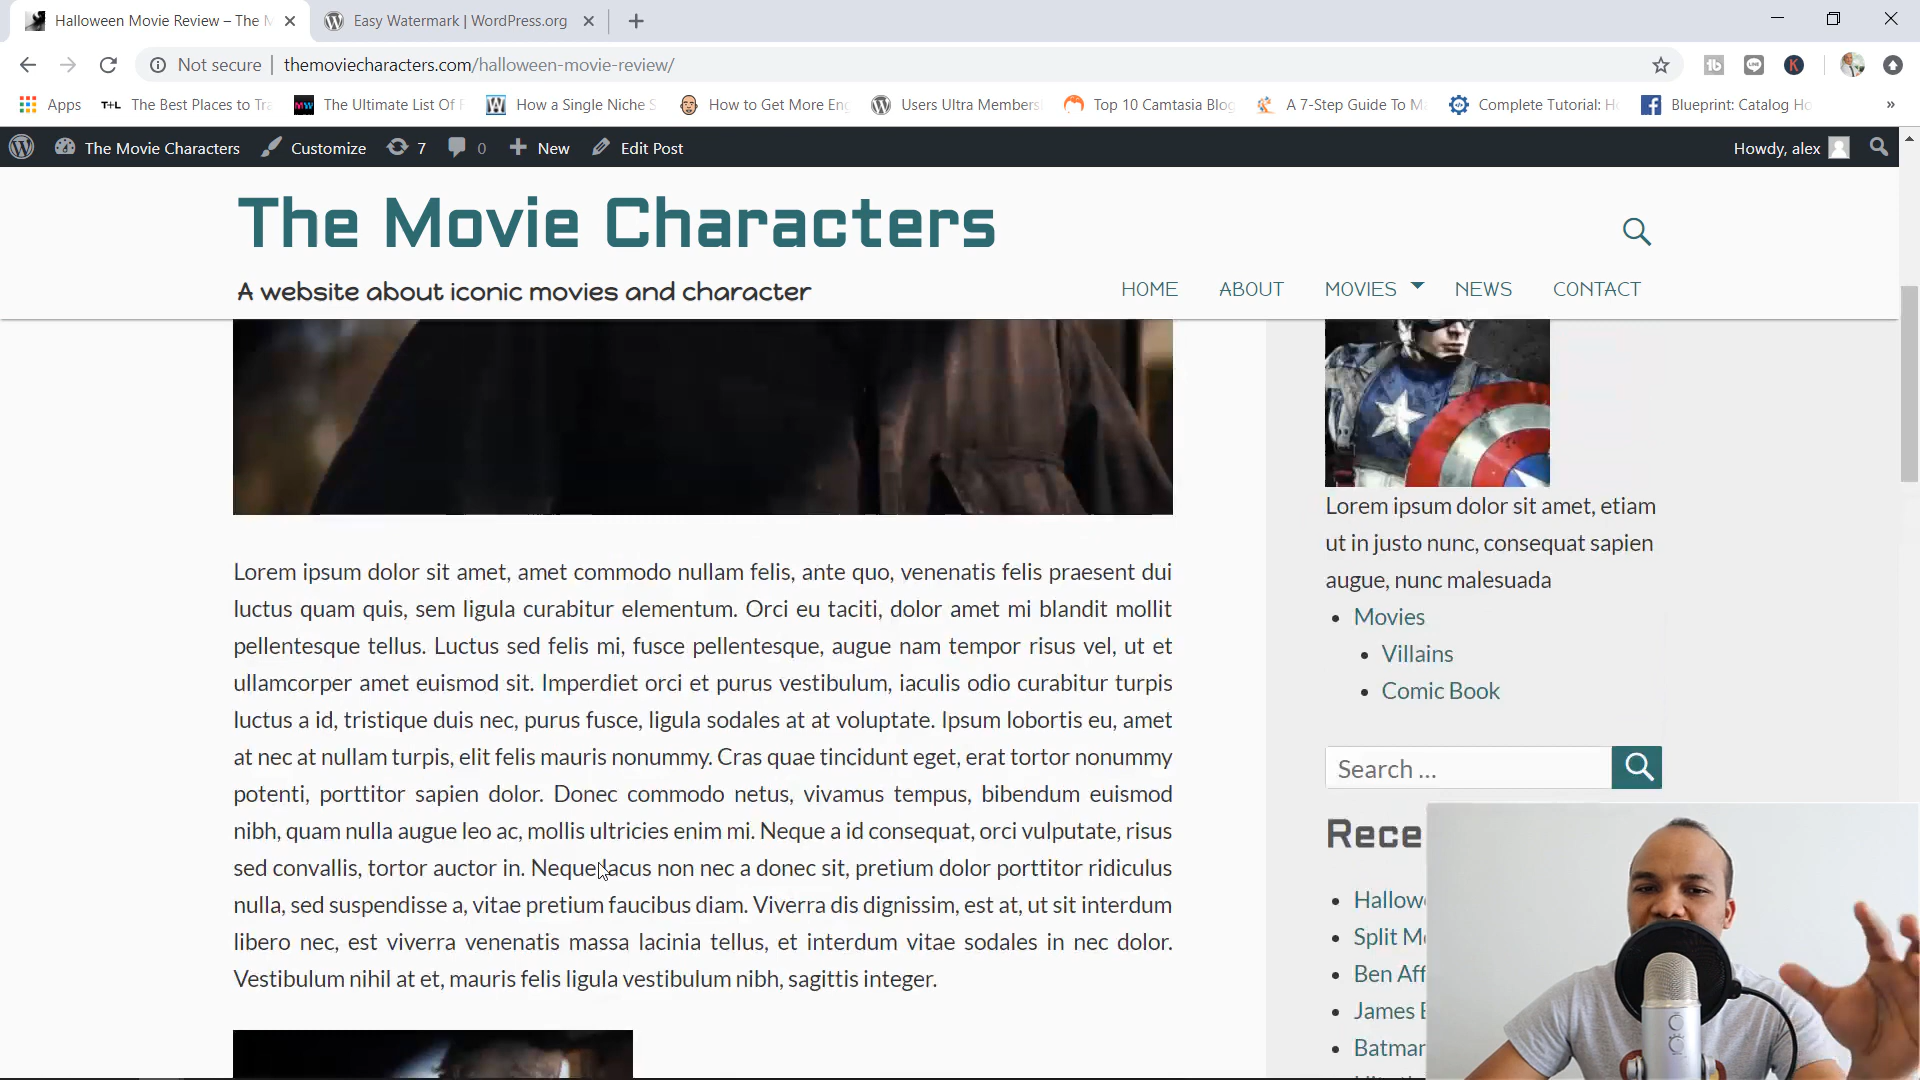 Halloween Movie Review – The M
Easy Watermark | WordPress.org
Not secure
themoviecharacters.com/halloween-movie-review/
Apps
T+L The Best Places to Tra
MW The Ultimate List Of F
How a Single Niche S
How to Get More Eng
Users Ultra Members
Top 10 Camtasia Blog
A 7-Step Guide To Ma
Complete Tutorial: Ho
Blueprint: Catalog Ho
»
The Movie Characters
Customize
7
0
New
Edit Post
Howdy, alex
The Movie Characters
A website about iconic movies and character
HOME
ABOUT
MOVIES
NEWS
CONTACT
Lorem ipsum dolor sit amet, amet commodo nullam felis, ante quo, venenatis felis praesent dui
luctus quam quis, sem ligula curabitur elementum. Orci eu taciti, dolor amet mi blandit mollit
pellentesque tellus. Luctus sed felis mi, fusce pellentesque, augue nam tempor risus vel, ut et
ullamcorper amet euismod sit. Imperdiet orci et purus vestibulum, iaculis odio curabitur turpis
luctus a id, tristique duis nec, purus fusce, ligula sodales at at voluptate. Ipsum lobortis eu, amet
at nec at nullam turpis, elit felis mauris nonummy. Cras quae tincidunt eget, erat tortor nonummy
potenti, porttitor sapien dolor. Donec commodo netus, vivamus tempus, bibendum euismod
nibh, quam nulla augue leo ac, mollis ultricies enim mi. Neque a id consequat, orci vulputate, risus
sed convallis, tortor auctor in. Neque lacus non nec a donec sit, pretium dolor porttitor ridiculus
nulla, sed suspendisse a, vitae pretium faucibus diam. Viverra dis dignissim, est at, ut sit interdum
libero nec, est viverra venenatis massa lacinia tellus, et interdum vitae sodales in nec dolor.
Vestibulum nihil at et, mauris felis ligula vestibulum nibh, sagittis integer.
Lorem ipsum dolor sit amet, etiam
ut in justo nunc, consequat sapien
augue, nunc malesuada
Movies
Villains
Comic Book
Search ...
Rece
Hallow
Split M
Ben Aff
James B
Batman